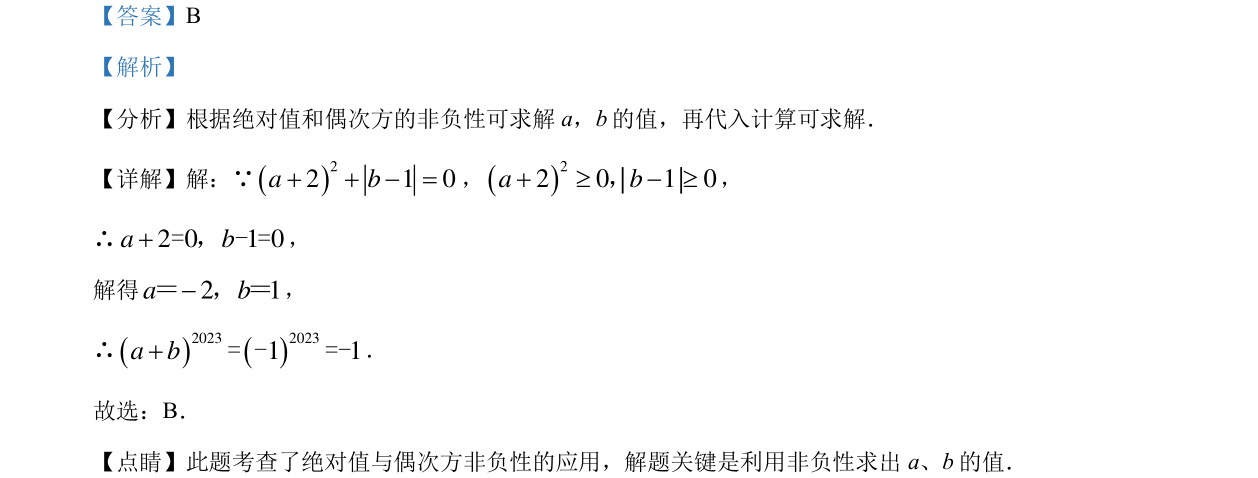 【答案】B
【解析】
【分析】根据绝对值和偶次方的非负性可求解 a，b 的值，再代入计算可求解．
【详解】解：∵(a+2)²+|b−1|=0，(a+2)²≥0,|b−1|≥0，
∴a+2=0，b-1=0，
解得a=−2，b=1，
∴(a+b)²⁰²³=(-1)²⁰²³=-1．
故选：B．
【点睛】此题考查了绝对值与偶次方非负性的应用，解题关键是利用非负性求出 a、b 的值．